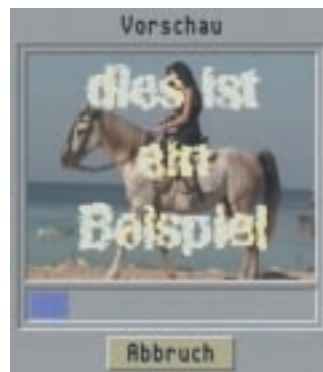 Vorschau
dies ist
ein
Beispiel
Abbruch